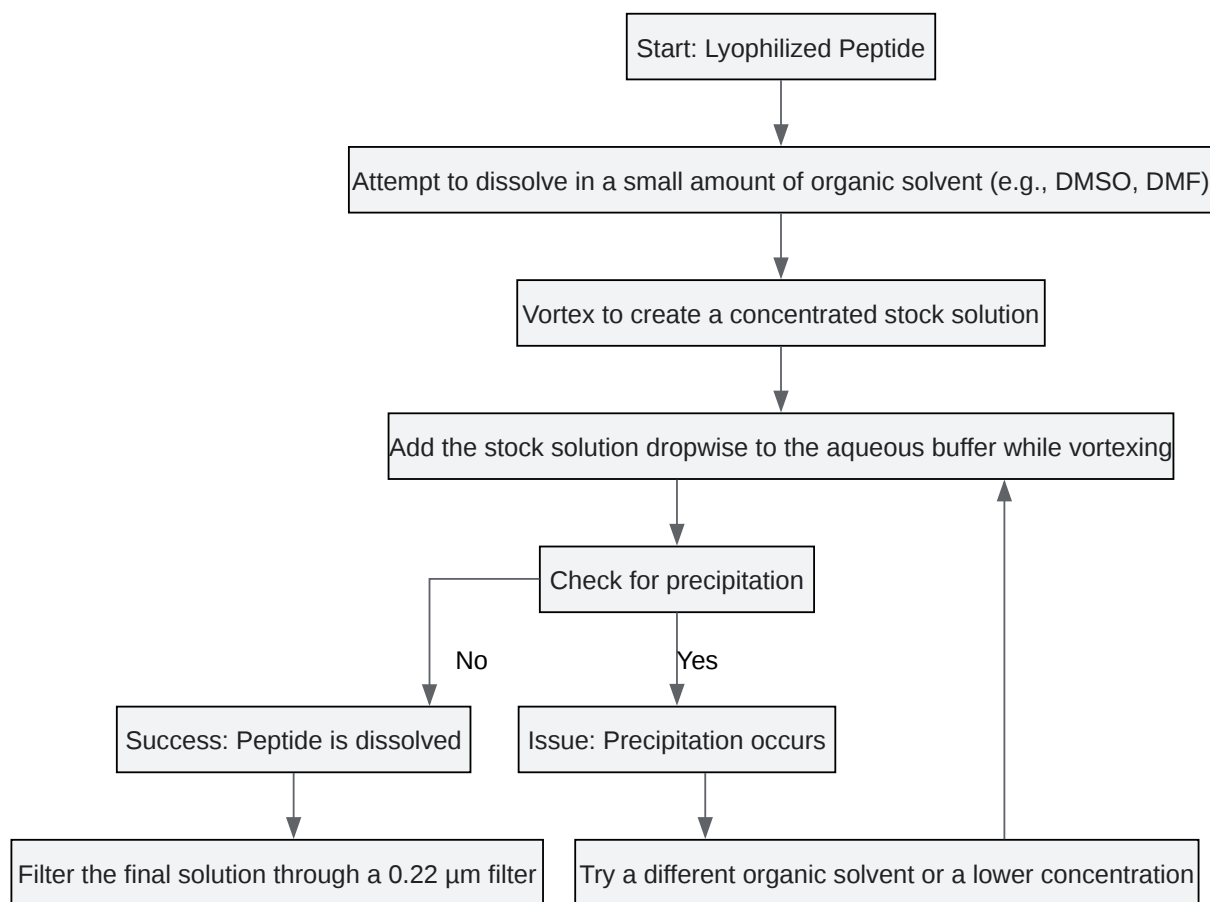 Start: Lyophilized Peptide
Attempt to dissolve in a small amount of organic solvent (e.g., DMSO, DMF)
Vortex to create a concentrated stock solution
Add the stock solution dropwise to the aqueous buffer while vortexing
Check for precipitation
No
Yes
Success: Peptide is dissolved
Issue: Precipitation occurs
Filter the final solution through a 0.22 µm filter
Try a different organic solvent or a lower concentration